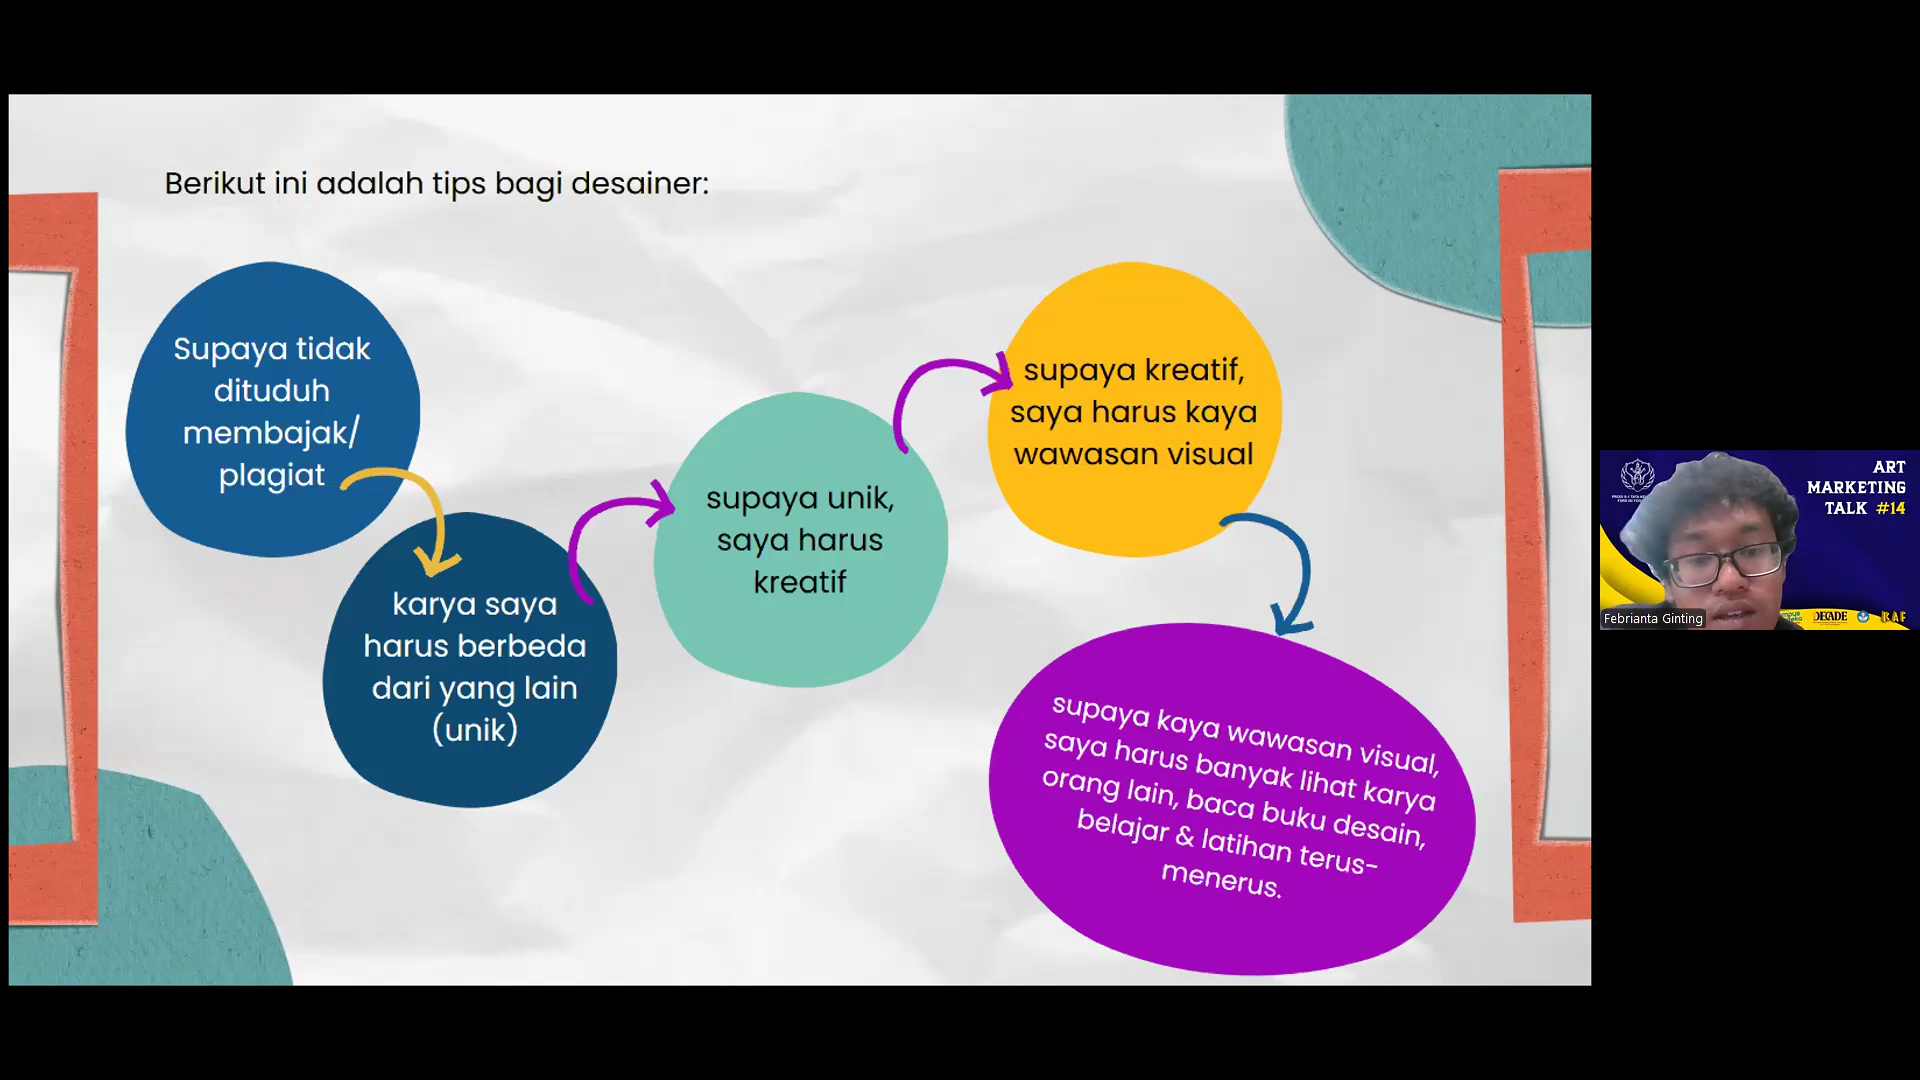 Berikut ini adalah tips bagi desainer:
Supaya tidak
dituduh
membajak/
plagiat
karya saya
harus berbeda
dari yang lain
(unik)
supaya unik,
saya harus
kreatif
supaya kreatif,
saya harus kaya
wawasan visual
supaya kaya wawasan visual,
saya harus banyak lihat karya
orang lain, baca buku desain,
belajar & latihan terus-
menerus.
ART
MARKETING
TALK #14
DECADE
Febrianta Ginting